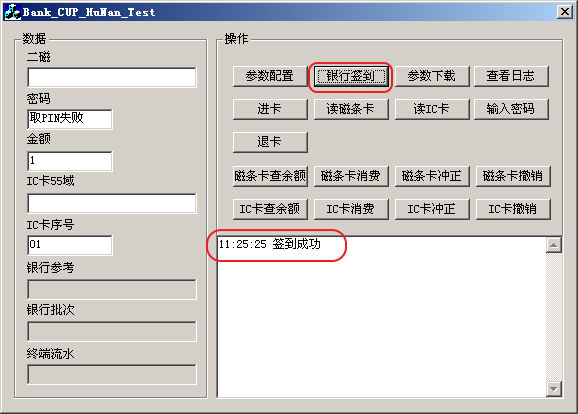 Bank_CUP_HuNan_Test
数据
二磁
密码
取PIN失败
金额
1
IC卡55域
IC卡序号
01
银行参考
银行批次
终端流水
操作
参数配置 银行签到 参数下载 查看日志
进卡 读磁条卡 读IC卡 输入密码
退卡
磁条卡查余额 磁条卡消费 磁条卡冲正 磁条卡撤销
IC卡查余额 IC卡消费 IC卡冲正 IC卡撤销
11:25:25 签到成功